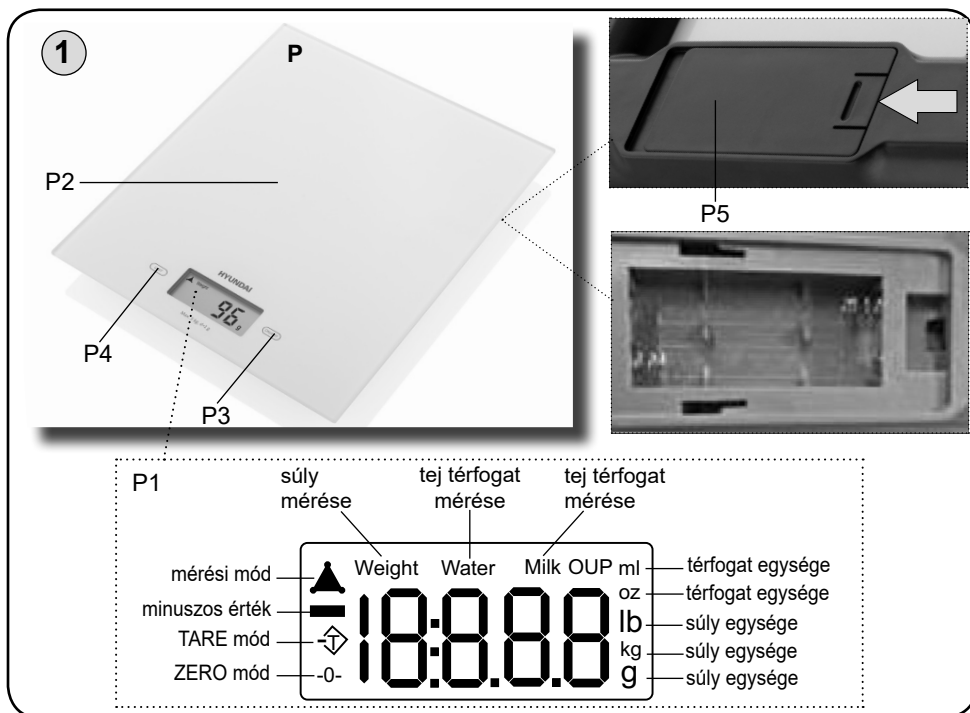 1
P
P2
HYUNDAI
96 g
P4
P3
P5
P1
súly
mérése
tej térfogat
mérése
tej térfogat
mérése
mérési mód
minuszos érték
TARE mód
ZERO mód
Weight Water Milk OUP ml
oz
lb
kg
g
T
-0-
18:8.8.8
térfogat egysége
térfogat egysége
súly egysége
súly egysége
súly egysége